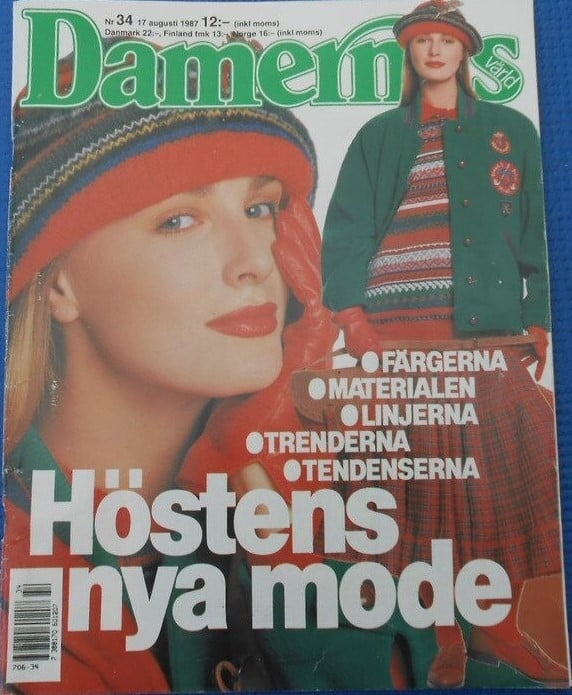 Nr 34 17 augusti 1987 12:- (inkl moms)
Danmark 22:-, Finland fmk 13:-, Norge 16:- (inkl moms)
Damernas
värld
FÄRGERNA
MATERIALEN
LINJERNA
TRENDERNA
TENDENSERNA
Höstens
nya mode
706-34